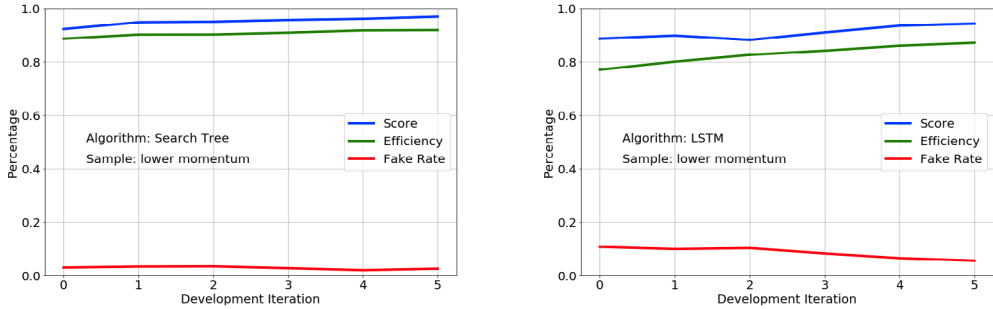 1.0
0.8
0.6
0.4
0.2
0.0
Percentage
Algorithm: Search Tree
Sample: lower momentum
Score
Efficiency
Fake Rate
0 1 2 3 4 5
Development Iteration
1.0
0.8
0.6
0.4
0.2
0.0
Percentage
Algorithm: LSTM
Sample: lower momentum
Score
Efficiency
Fake Rate
0 1 2 3 4 5
Development Iteration